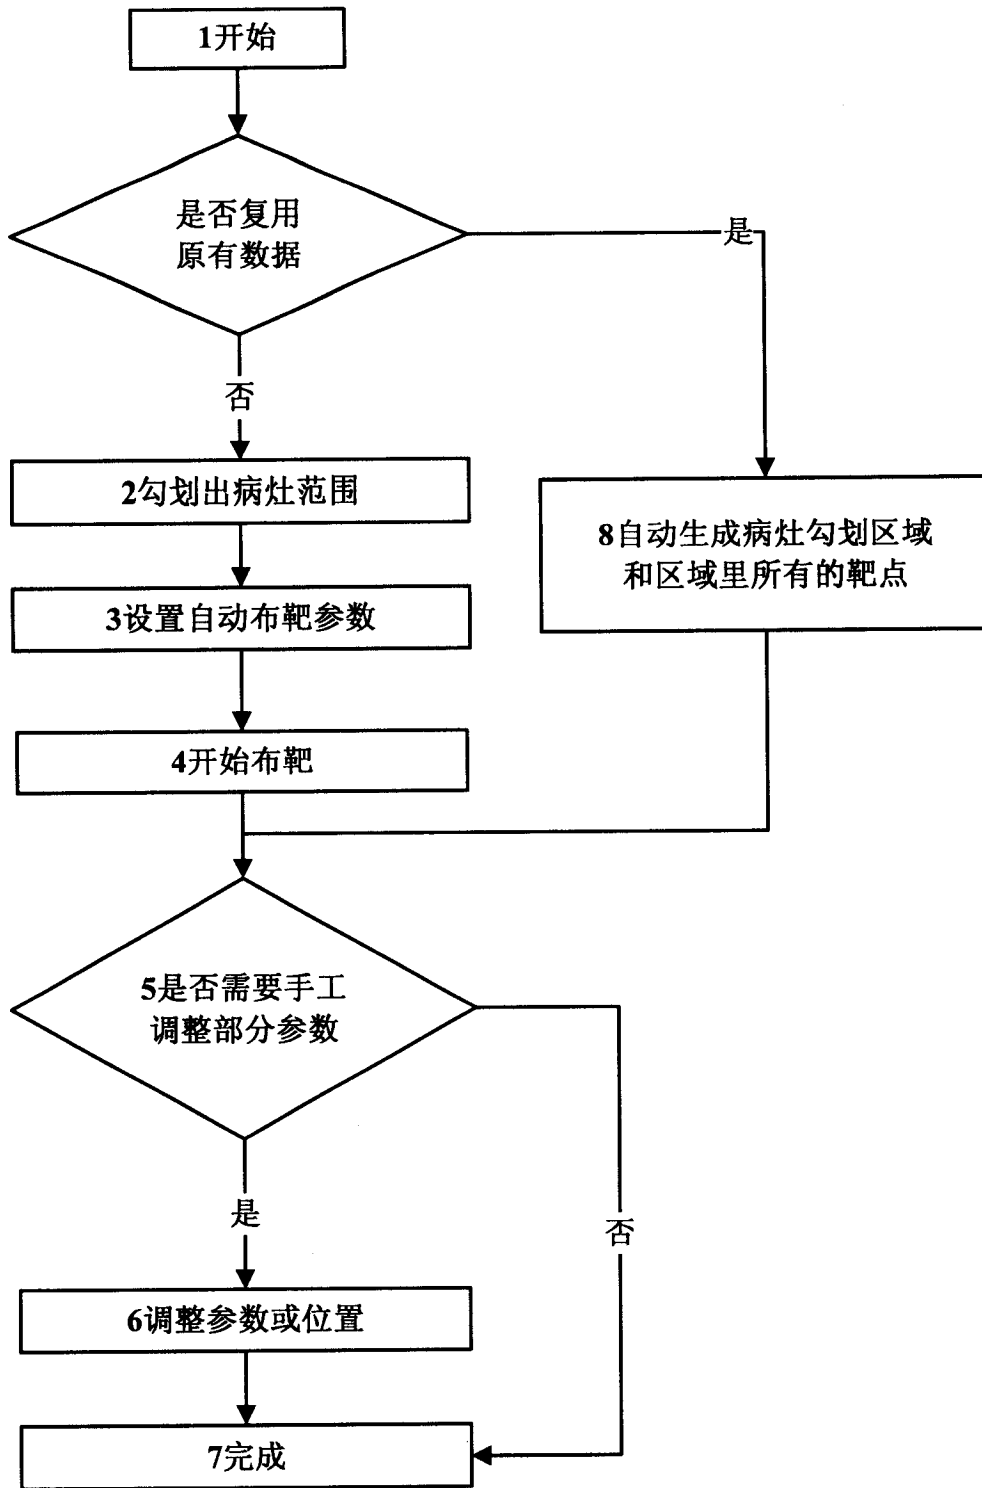 1开始
是否复用
原有数据
是
否
2勾划出病灶范围
8自动生成病灶勾划区域
和区域里所有的靶点
3设置自动布靶参数
4开始布靶
5是否需要手工
调整部分参数
是
否
6调整参数或位置
7完成